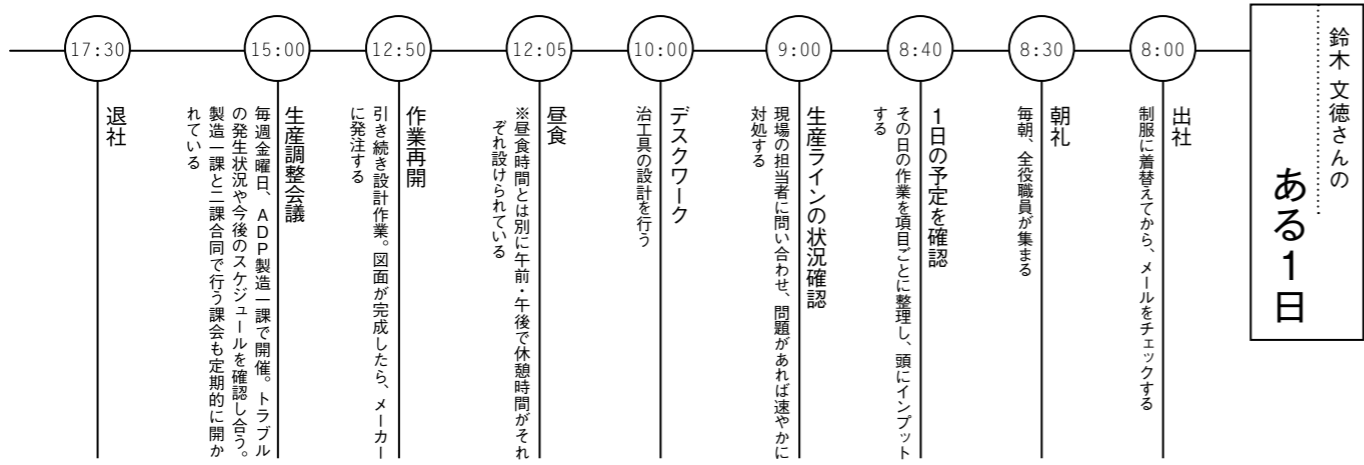 鈴木 文徳さんの
ある1日
8:00
出社
制服に着替えてから、メールをチェックする
8:30
朝礼
毎朝、全役職員が集まる
8:40
1日の予定を確認
その日の作業を項目ごとに整理し、頭にインプット
する
9:00
生産ラインの状況確認
現場の担当者に問い合わせ、問題があれば速やかに
対処する
10:00
デスクワーク
治工具の設計を行う
12:05
昼食
※昼食時間とは別に午前・午後で休憩時間がそれ
ぞれ設けられている
12:50
作業再開
引き続き設計作業。図面が完成したら、メーカー
に発注する
15:00
生産調整会議
毎週金曜日、ADP製造一課で開催。トラブル
の発生状況や今後のスケジュールを確認し合う。
製造一課と二課合同で行う課会も定期的に開か
れている
17:30
退社